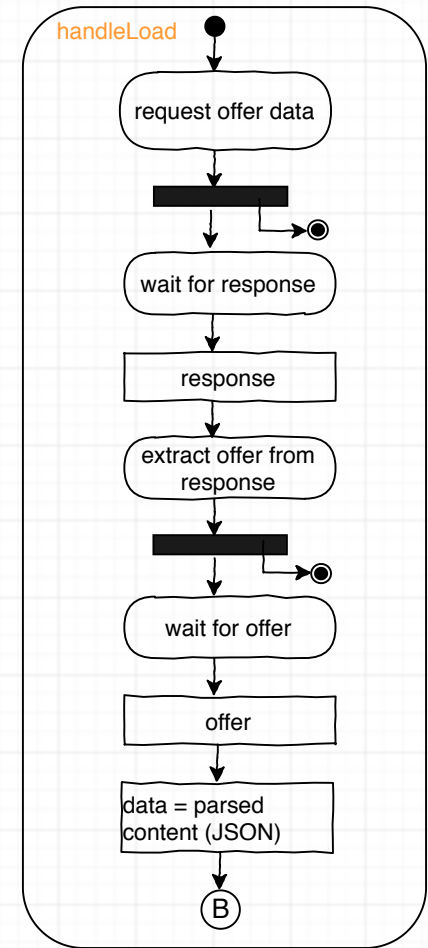 handleLoad
request offer data
wait for response
response
extract offer from
response
wait for offer
offer
data = parsed
content (JSON)
B